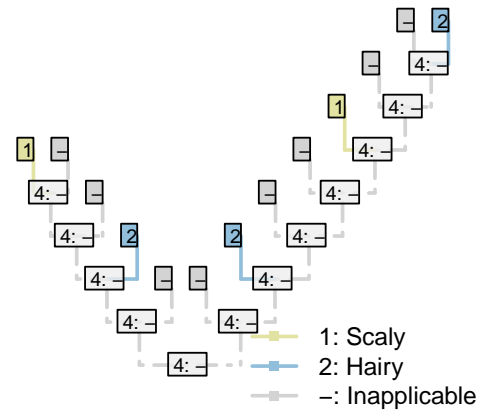 – 2
– 4: –
1 4: –
1 – – 4: –
4: – – 4: –
4: – 2 2 4: –
4: – – – 4: –
4: – 4: –
1: Scaly
4: – 2: Hairy
–: Inapplicable